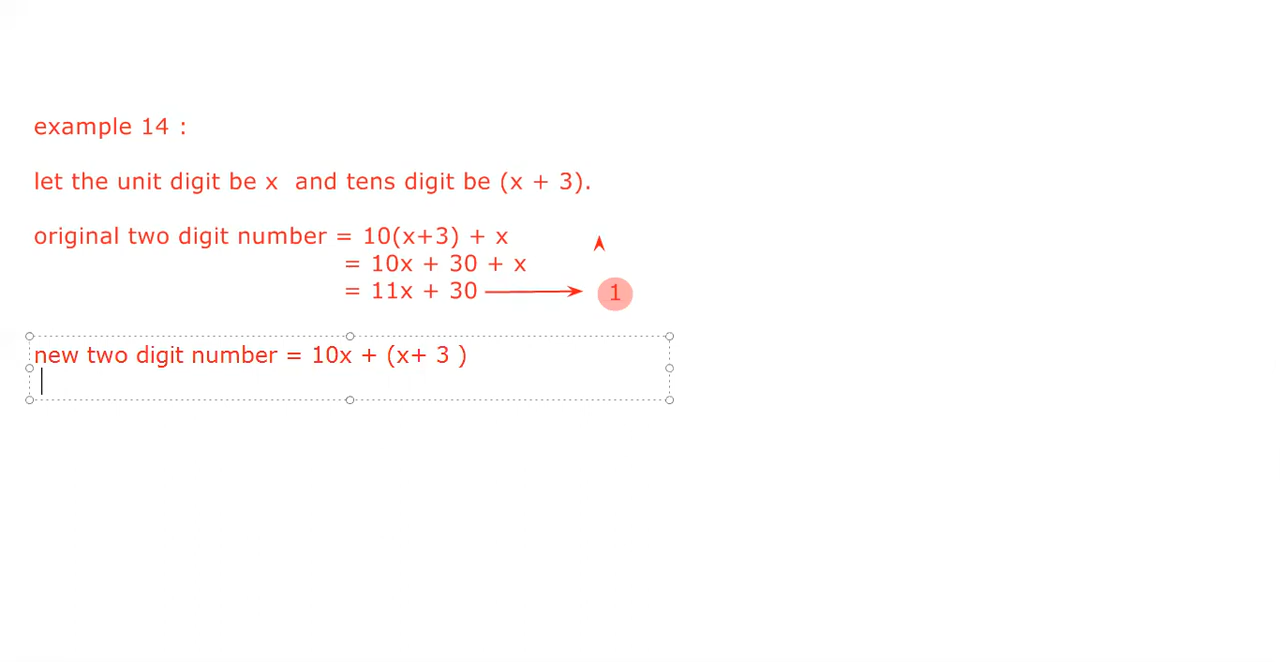 example 14 :
let the unit digit be x  and tens digit be (x + 3).
original two digit number = 10(x+3) + x
= 10x + 30 + x
= 11x + 30 1
new two digit number = 10x + (x+ 3 )